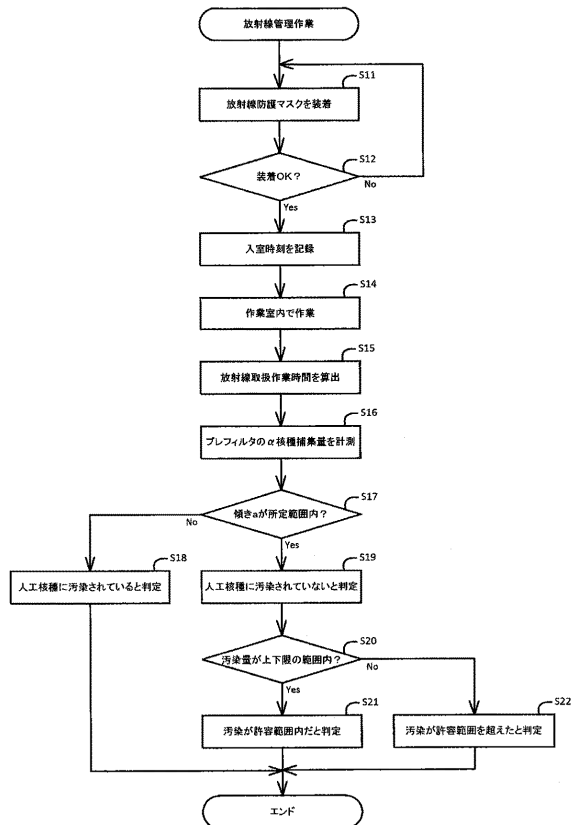 放射線管理作業
S11
放射線防護マスクを装着
S12
装着OK?
No
Yes
S13
入室時刻を記録
S14
作業室内で作業
S15
放射線取扱作業時間を算出
S16
プレフィルタのα核種捕集量を計測
S17
傾きaが所定範囲内?
No
Yes
S18
人工核種に汚染されていると判定
S19
人工核種に汚染されていないと判定
S20
汚染量が上下限の範囲内?
No
Yes
S21
汚染が許容範囲内だと判定
S22
汚染が許容範囲を超えたと判定
エンド